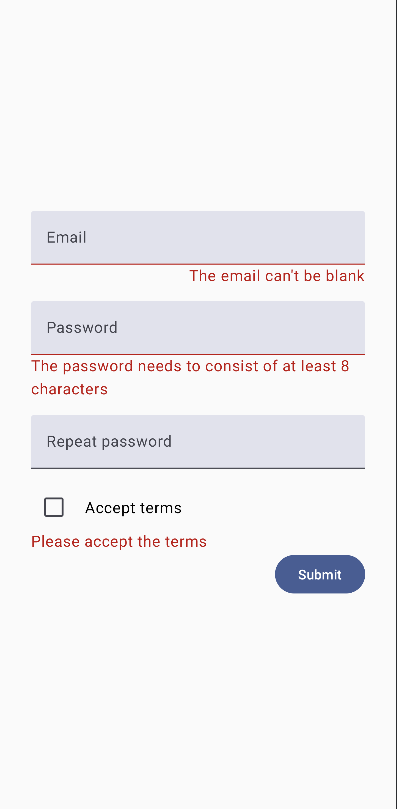 Email
The email can't be blank
Password
The password needs to consist of at least 8
characters
Repeat password
Accept terms
Please accept the terms
Submit